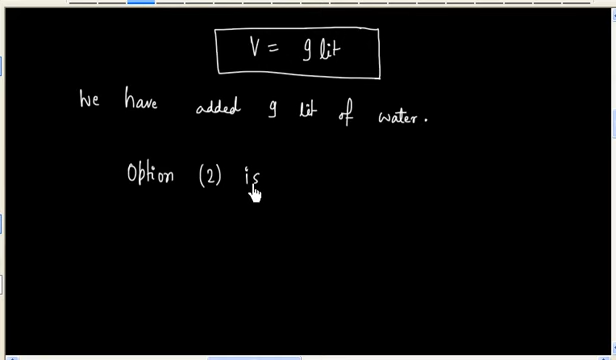 V = 9 lit
We have added 9 lit of water.
Option (2) is